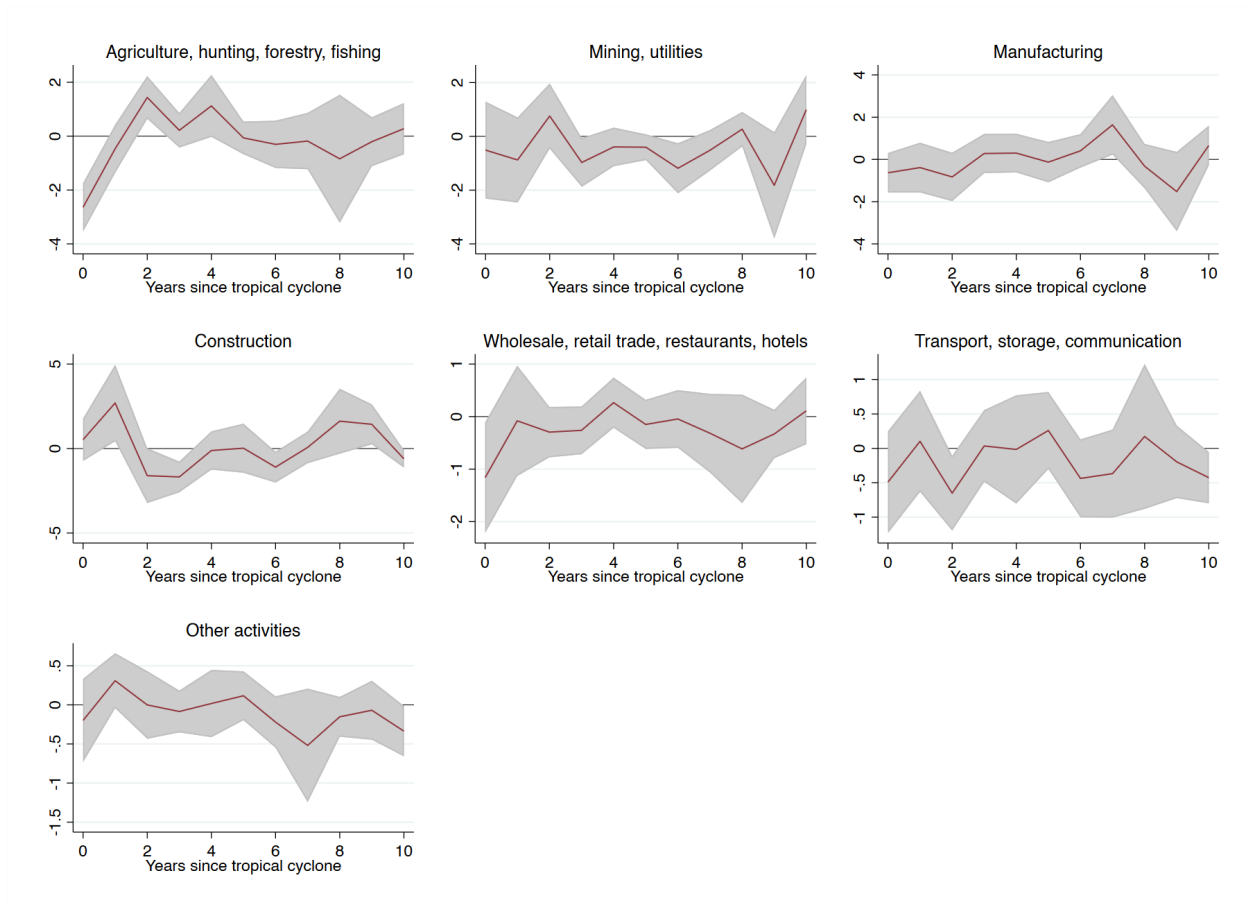 Agriculture, hunting, forestry, fishing
2
0
-2
-4
0 2 4 6 8 10
Years since tropical cyclone
Mining, utilities
2
0
-2
-4
0 2 4 6 8 10
Years since tropical cyclone
Manufacturing
4
2
0
-2
-4
0 2 4 6 8 10
Years since tropical cyclone
Construction
5
0
-5
0 2 4 6 8 10
Years since tropical cyclone
Wholesale, retail trade, restaurants, hotels
1
0
-1
-2
0 2 4 6 8 10
Years since tropical cyclone
Transport, storage, communication
1
.5
0
-.5
-1
0 2 4 6 8 10
Years since tropical cyclone
Other activities
.5
0
-.5
-1
-1.5
0 2 4 6 8 10
Years since tropical cyclone